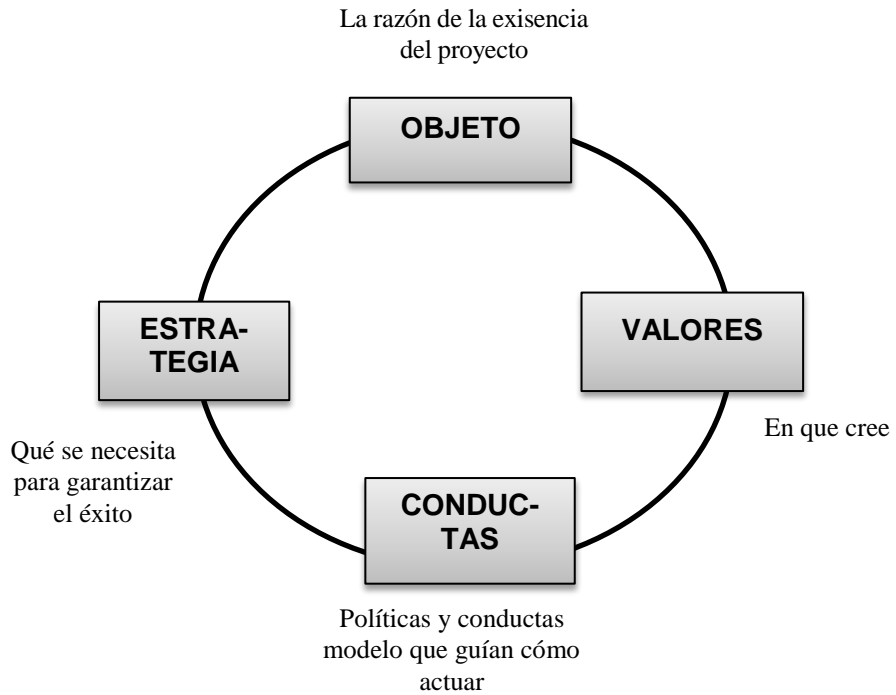 La razón de la exisencia
del proyecto
OBJETO
ESTRA-
TEGIA
VALORES
Qué se necesita
para garantizar
el éxito
En que cree
CONDUC-
TAS
Políticas y conductas
modelo que guían cómo
actuar